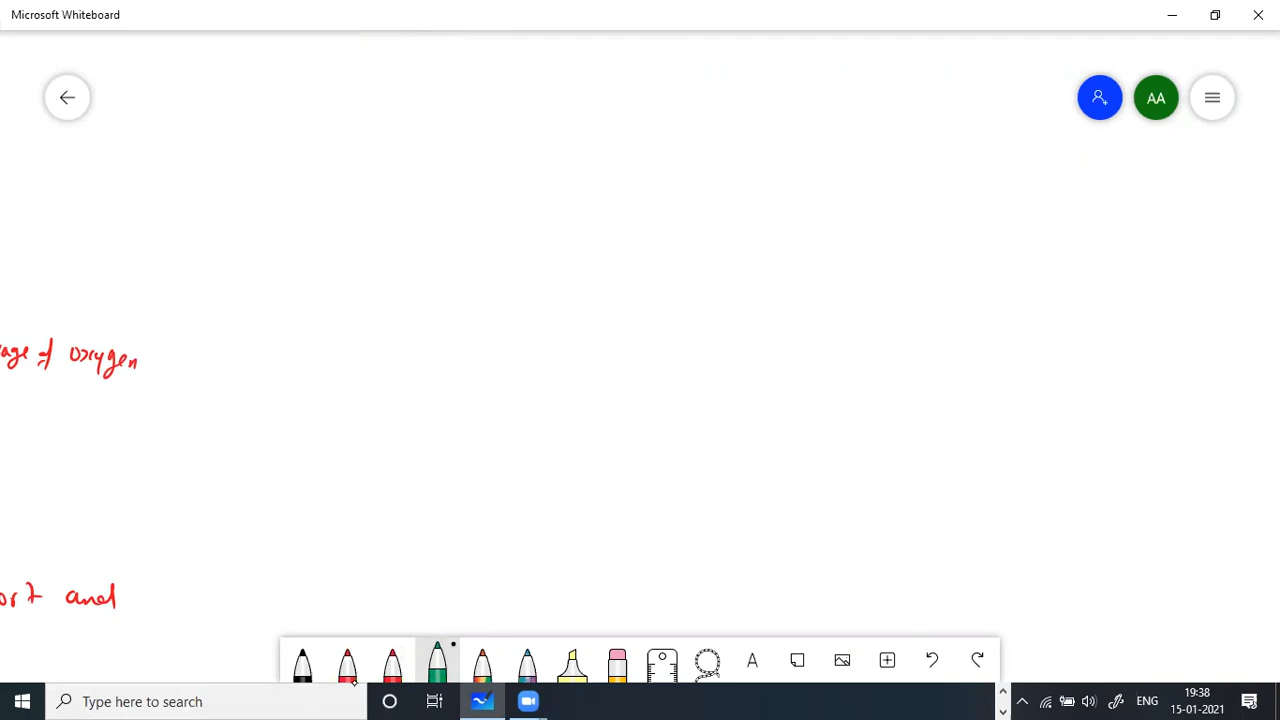 Microsoft Whiteboard
AA
age of oxygen
ort and
A
Type here to search
ENG
19:38
15-01-2021